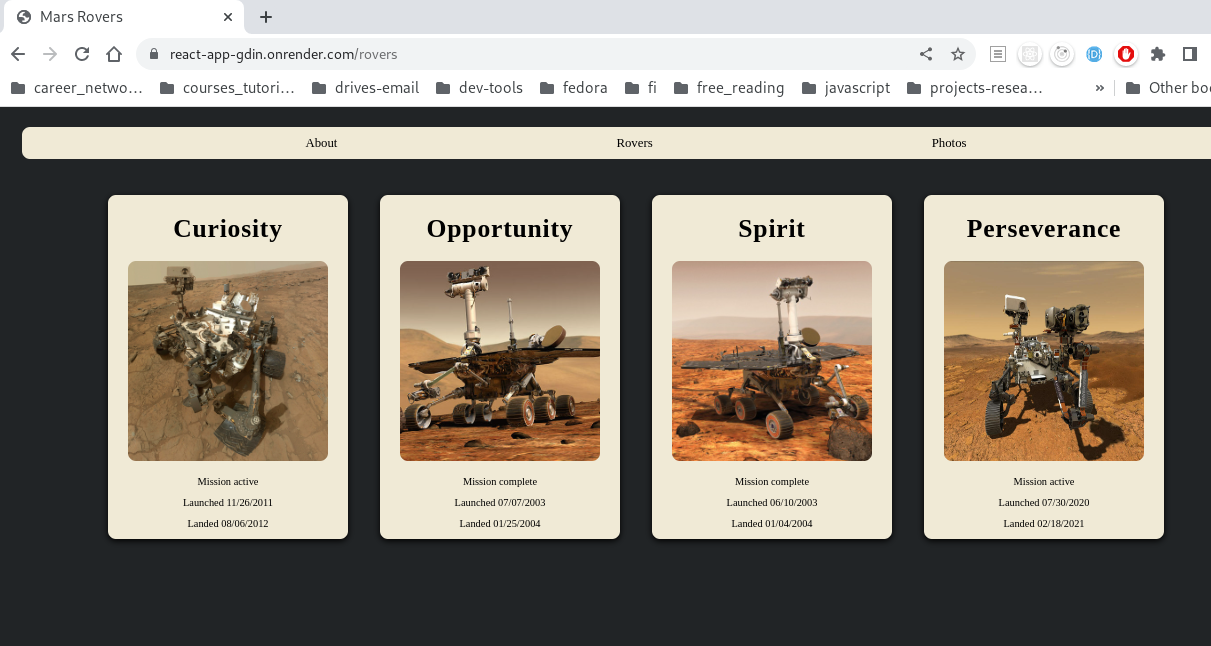 Mars Rovers
react-app-gdin.onrender.com/rovers
career_netwo... courses_tutori... drives-email dev-tools fedora fi free_reading javascript projects-resea... » Other boo
About Rovers Photos
Curiosity
Mission active
Launched 11/26/2011
Landed 08/06/2012
Opportunity
Mission complete
Launched 07/07/2003
Landed 01/25/2004
Spirit
Mission complete
Launched 06/10/2003
Landed 01/04/2004
Perseverance
Mission active
Launched 07/30/2020
Landed 02/18/2021